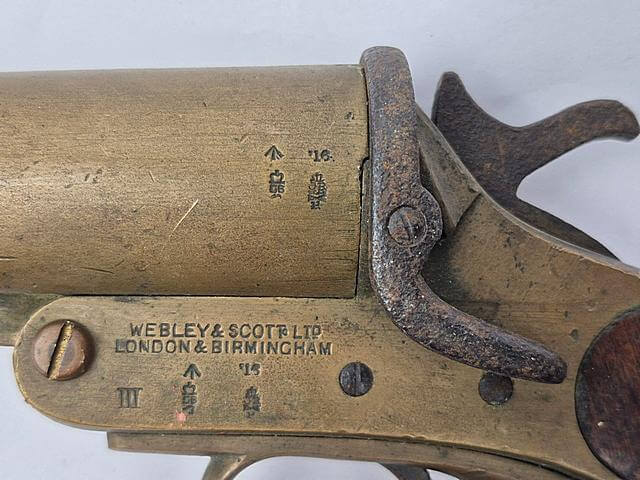 '16
WEBLEY & SCOTT LTD
LONDON & BIRMINGHAM
III '15